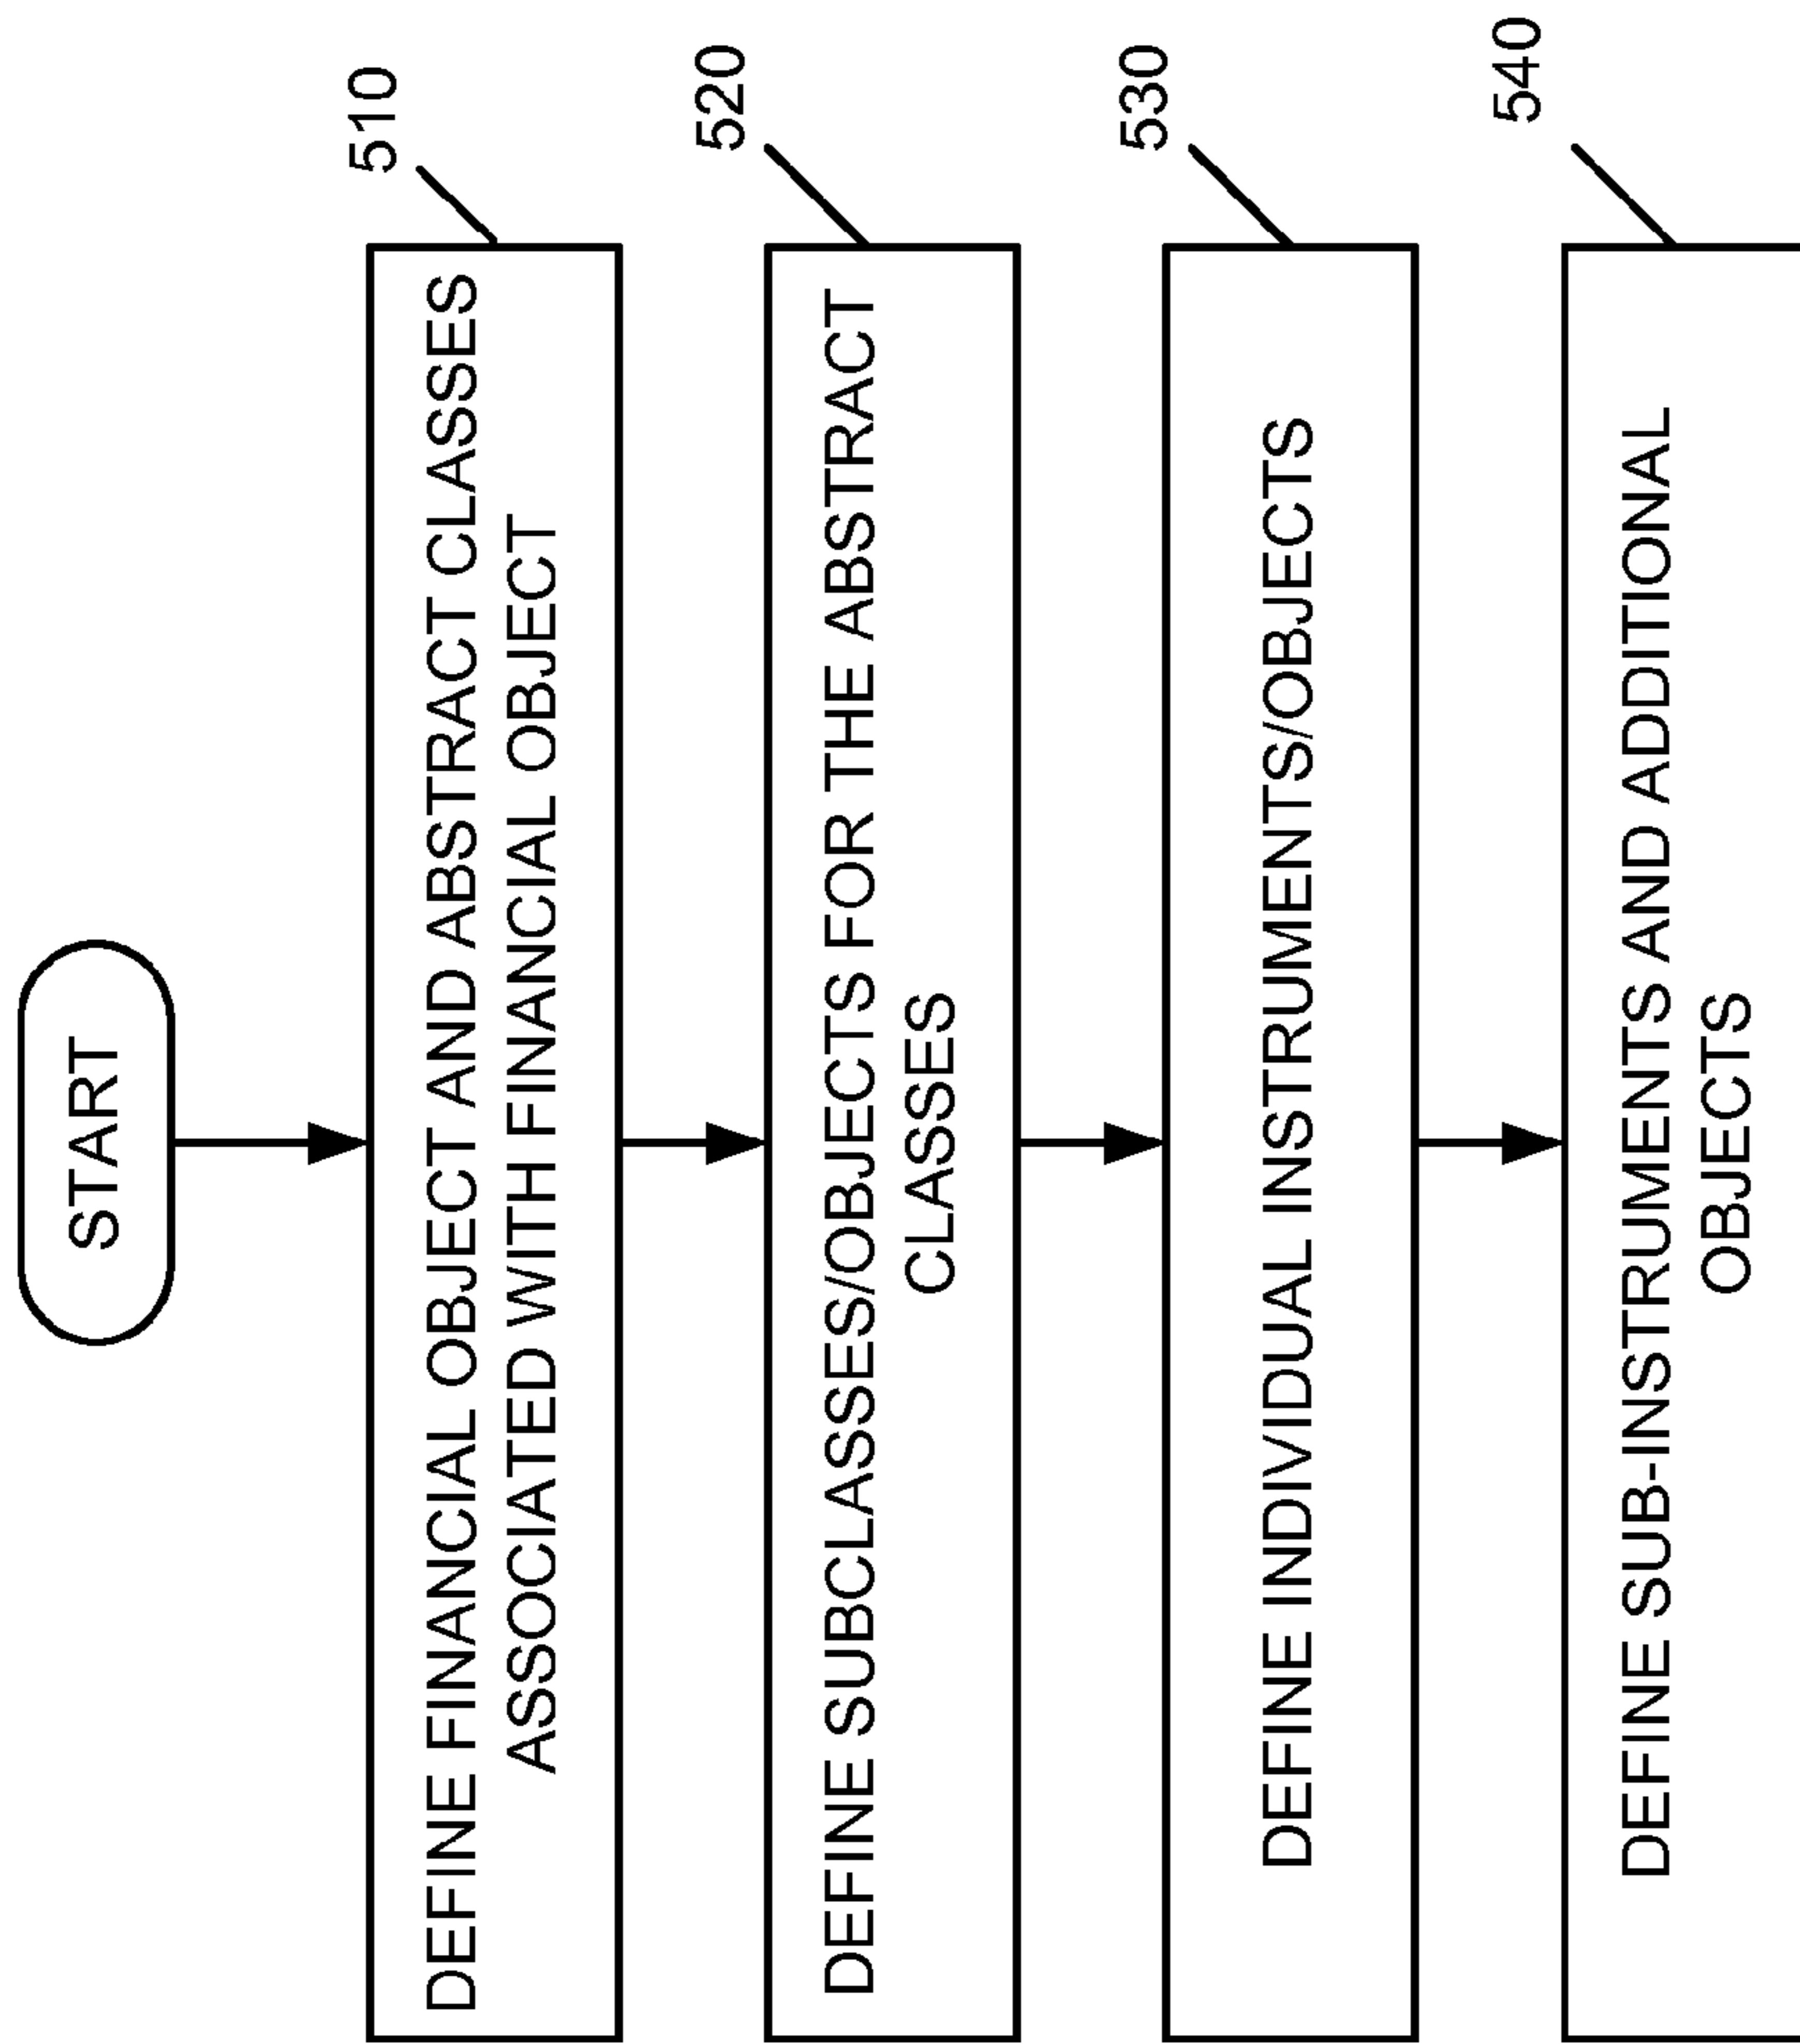 START
510
DEFINE FINANCIAL OBJECT AND ABSTRACT CLASSES
ASSOCIATED WITH FINANCIAL OBJECT
520
DEFINE SUBCLASSES/OBJECTS FOR THE ABSTRACT
CLASSES
530
DEFINE INDIVIDUAL INSTRUMENTS/OBJECTS
540
DEFINE SUB-INSTRUMENTS AND ADDITIONAL
OBJECTS